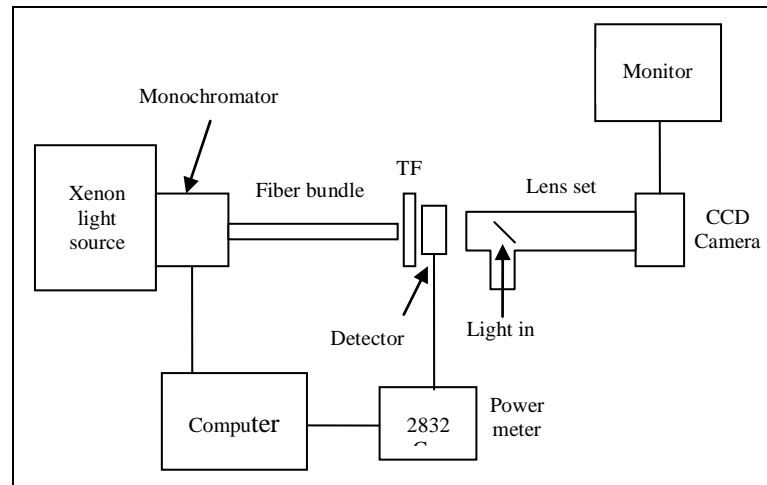 Monitor
Monochromator
TF
Xenon
light
source
Fiber bundle
Lens set
CCD
Camera
Detector
Light in
Computer
2832
Power
meter